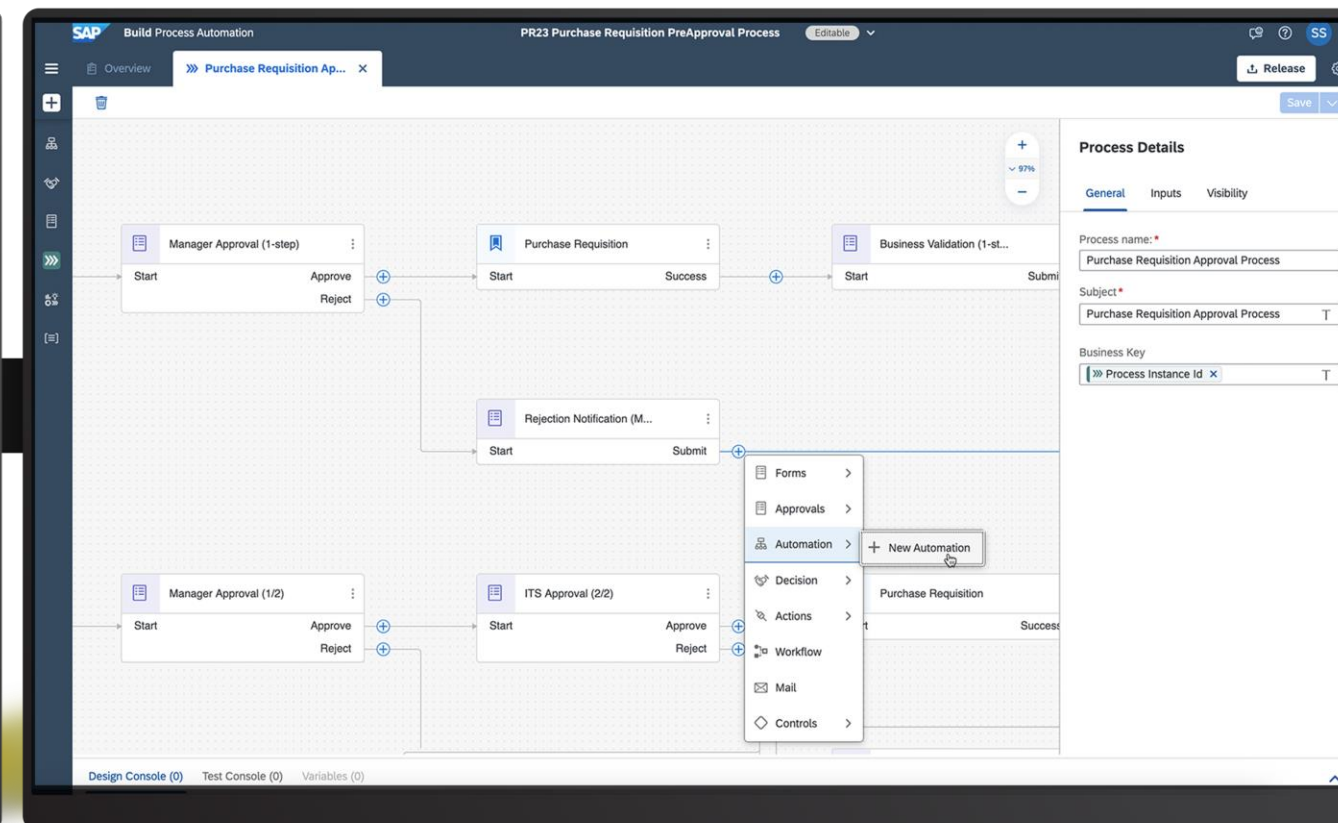 SAP Build Process Automation
PR23 Purchase Requisition PreApproval Process Editable
SS
Overview
Purchase Requisition Ap...
Release
Save
97%
Manager Approval (1-step)
Start Approve
Reject
Purchase Requisition
Start Success
Business Validation (1-st...
Start Submi
Rejection Notification (M...
Start Submit
Forms
Approvals
Automation
New Automation
Decision
Actions
Workflow
Mail
Controls
Manager Approval (1/2)
Start Approve
Reject
ITS Approval (2/2)
Start Approve
Reject
Purchase Requisition
t Success
Process Details
General Inputs Visibility
Process name:*
Purchase Requisition Approval Process
Subject*
Purchase Requisition Approval Process T
Business Key
Process Instance Id T
Design Console (0) Test Console (0) Variables (0)